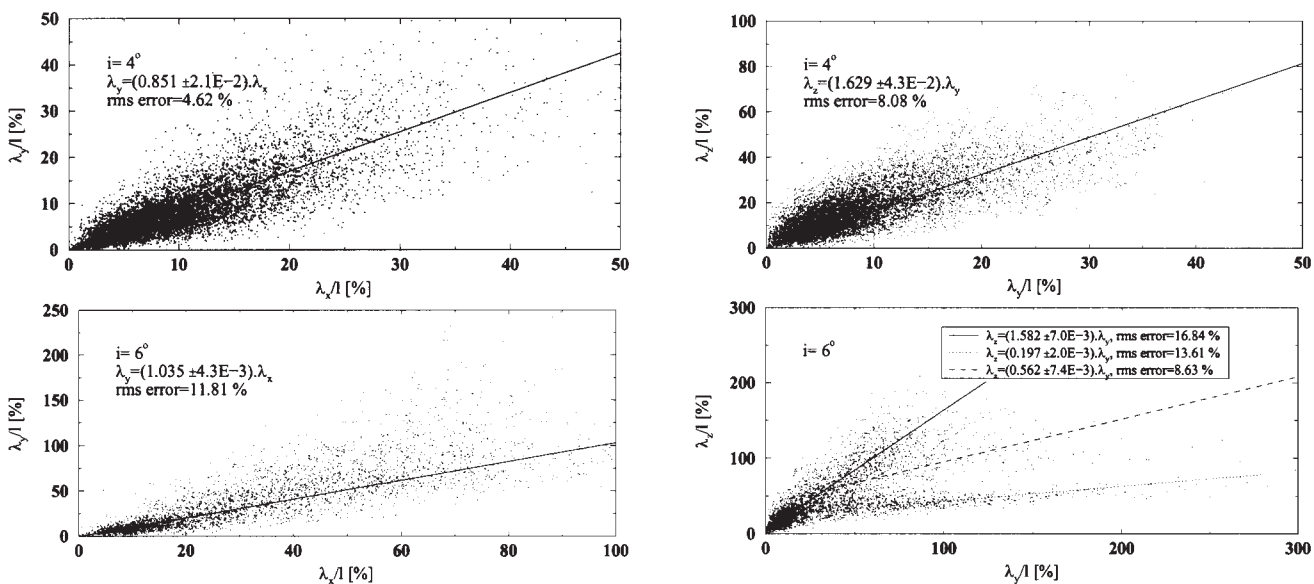 50
40
30
20
10
0
λy/l [%]
i= 4°
λy=(0.851 ±2.1E−2).λx
rms error=4.62 %
0 10 20 30 40 50
λx/l [%]
100
80
60
40
20
0
λz/l [%]
i= 4°
λz=(1.629 ±4.3E−2).λy
rms error=8.08 %
0 10 20 30 40 50
λy/l [%]
250
200
150
100
50
0
λy/l [%]
i= 6°
λy=(1.035 ±4.3E−3).λx
rms error=11.81 %
0 20 40 60 80 100
λx/l [%]
300
200
100
0
λz/l [%]
i= 6°
λz=(1.582 ±7.0E−3).λy, rms error=16.84 %
λz=(0.197 ±2.0E−3).λy, rms error=13.61 %
λz=(0.562 ±7.4E−3).λy, rms error=8.63 %
0 100 200 300
λy/l [%]